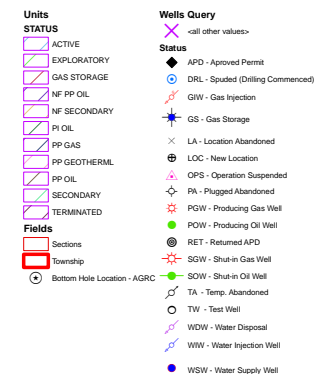 Units
STATUS
ACTIVE
EXPLORATORY
GAS STORAGE
NF PP OIL
NF SECONDARY
PI OIL
PP GAS
PP GEOTHERML
PP OIL
SECONDARY
TERMINATED
Fields
Sections
Township
Bottom Hole Location - AGRC
Wells Query
<all other values>
Status
APD - Aproved Permit
DRL - Spuded (Drilling Commenced)
GIW - Gas Injection
GS - Gas Storage
LA - Location Abandoned
LOC - New Location
OPS - Operation Suspended
PA - Plugged Abandoned
PGW - Producing Gas Well
POW - Producing Oil Well
RET - Returned APD
SGW - Shut-in Gas Well
SOW - Shut-in Oil Well
TA - Temp. Abandoned
TW - Test Well
WDW - Water Disposal
WIW - Water Injection Well
WSW - Water Supply Well